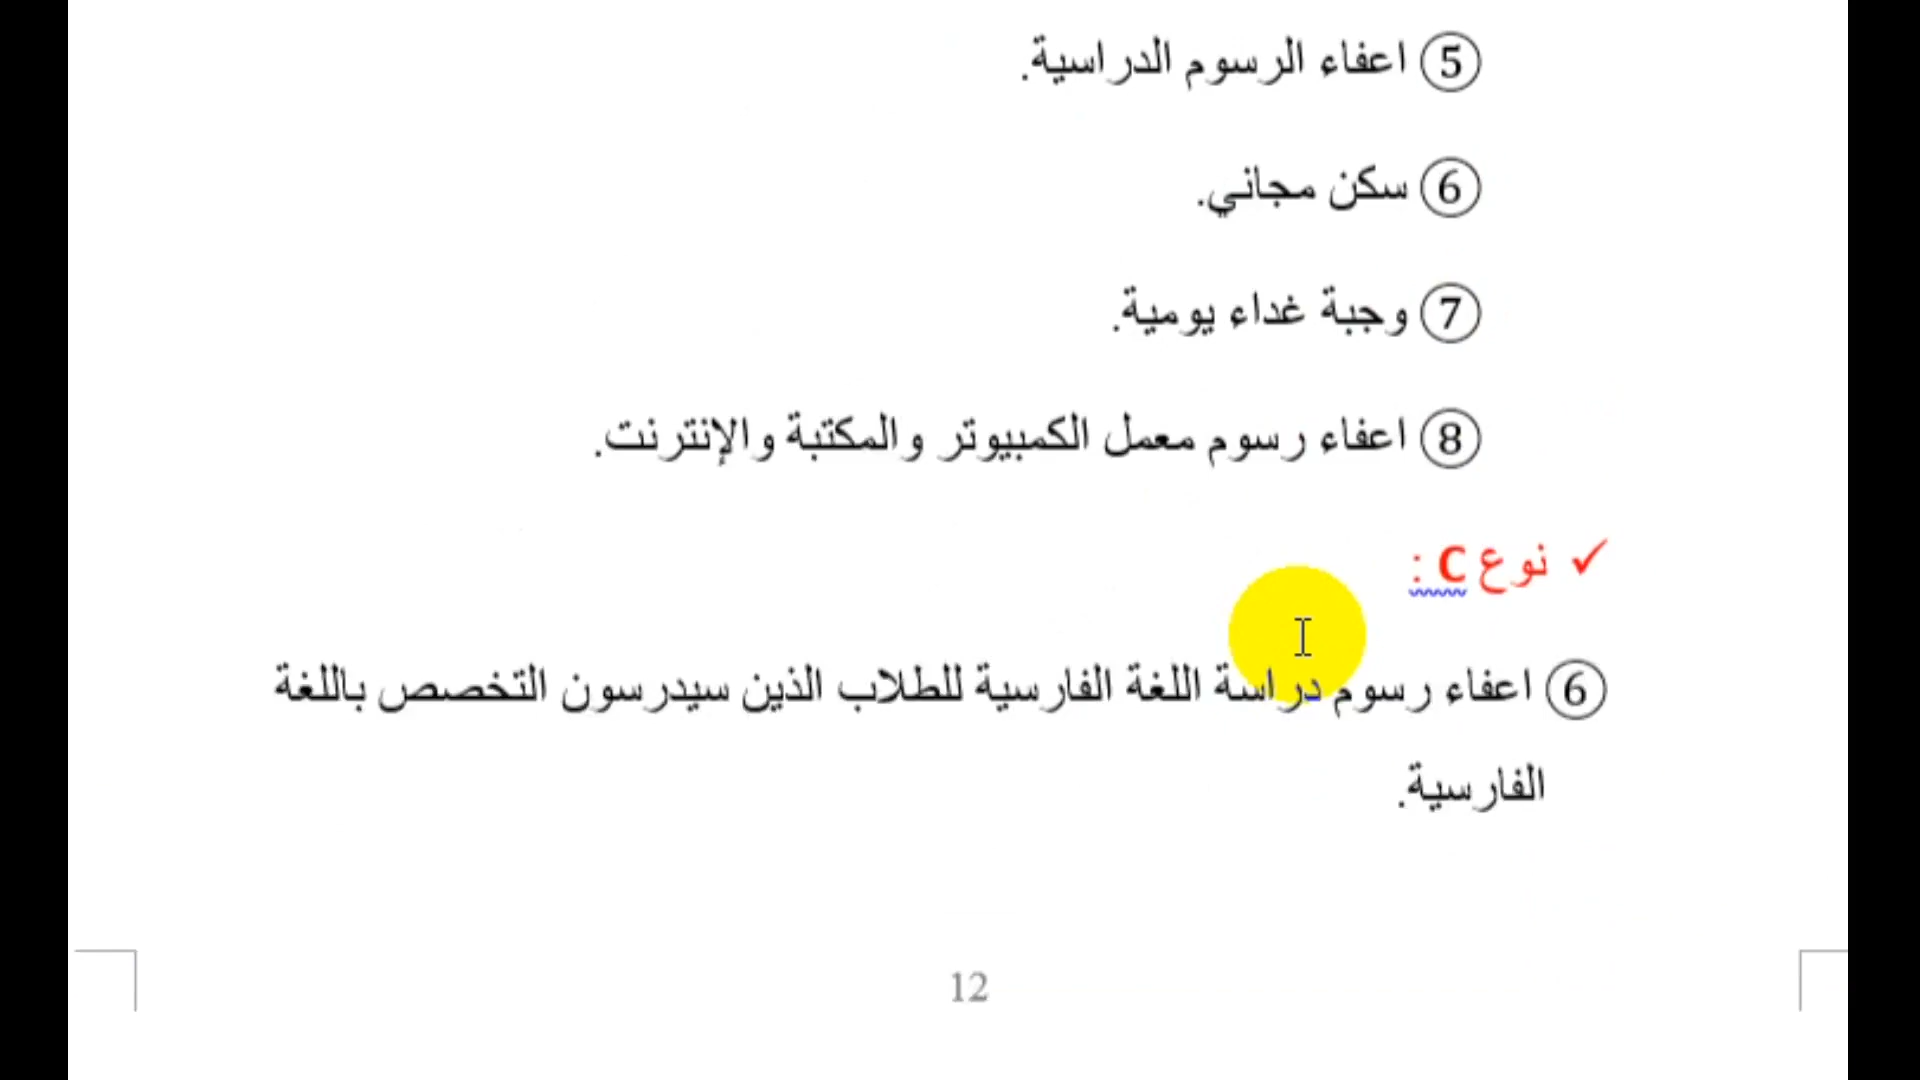 ⑤ اعفاء الرسوم الدراسية.
⑥ سكن مجاني.
⑦ وجبة غداء يومية.
⑧ اعفاء رسوم معمل الكمبيوتر والمكتبة والإنترنت.
✓ نوع C :
⑥ اعفاء رسوم دراسة اللغة الفارسية للطلاب الذين سيدرسون التخصص باللغة
الفارسية.
12